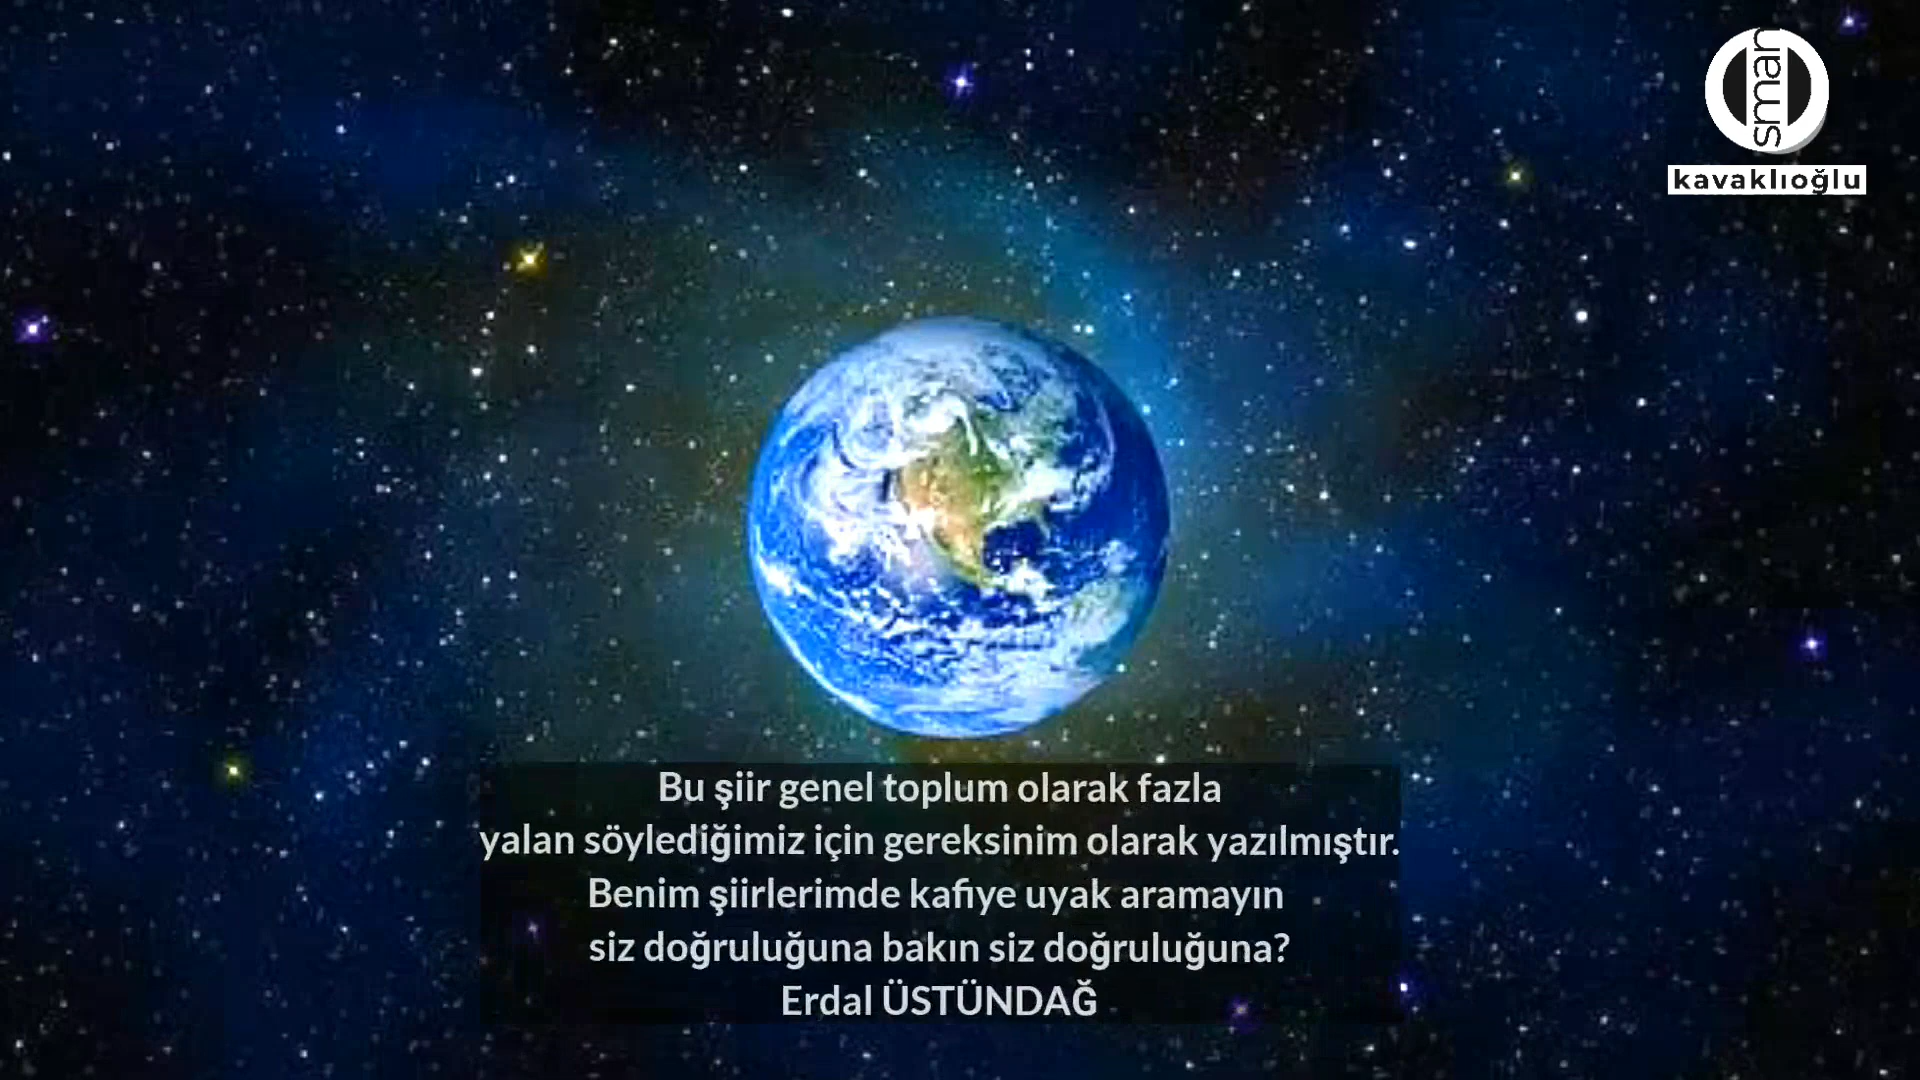 Osman
kavaklıoğlu
Bu şiir genel toplum olarak fazla
yalan söylediğimiz için gereksinim olarak yazılmıştır.
Benim şiirlerimde kafiye uyak aramayın
siz doğruluğuna bakın siz doğruluğuna?
Erdal ÜSTÜNDAĞ